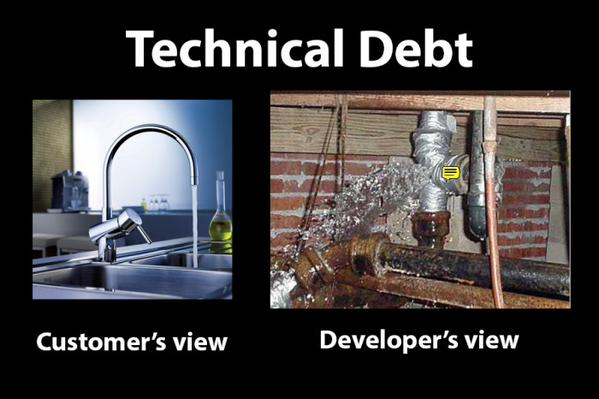 Technical Debt
Customer’s view
Developer’s view